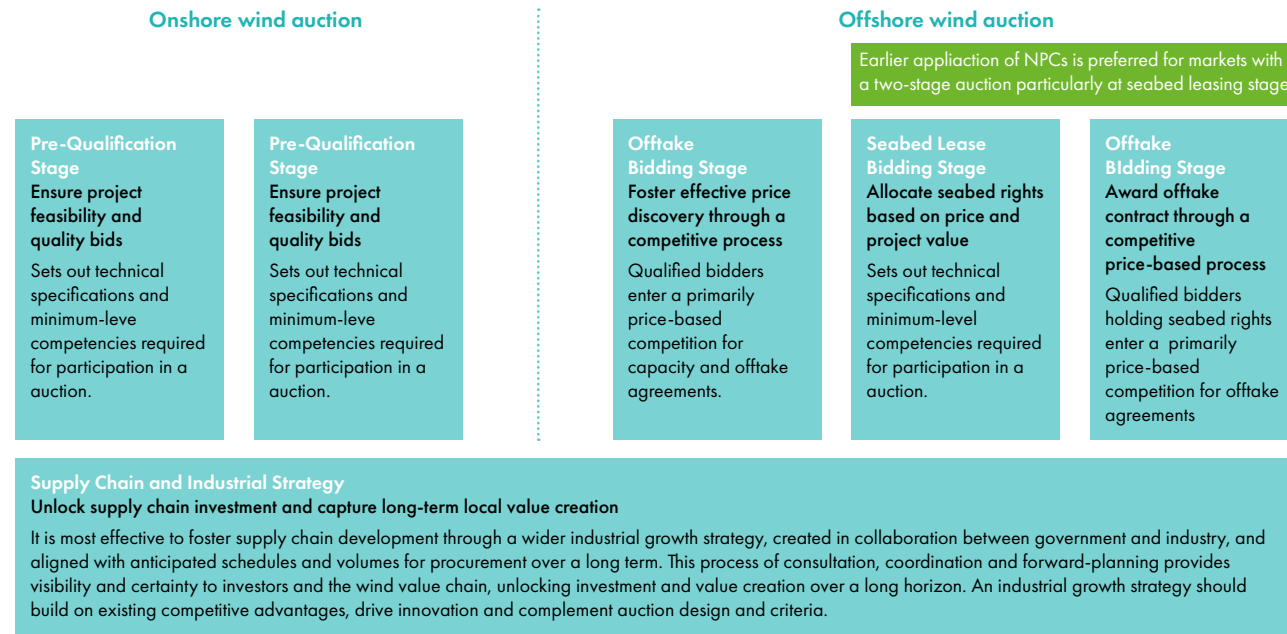 Onshore wind auction
Offshore wind auction
Earlier appliaction of NPCs is preferred for markets with
a two-stage auction particularly at seabed leasing stage
Pre-Qualification
Stage
Ensure project
feasibility and
quality bids
Sets out technical
specifications and
minimum-leve
competencies required
for participation in a
auction.
Pre-Qualification
Stage
Ensure project
feasibility and
quality bids
Sets out technical
specifications and
minimum-leve
competencies required
for participation in a
auction.
Offtake
Bidding Stage
Foster effective price
discovery through a
competitive process
Qualified bidders
enter a primarily
price-based
competition for
capacity and offtake
agreements.
Seabed Lease
Bidding Stage
Allocate seabed rights
based on price and
project value
Sets out technical
specifications and
minimum-level
competencies required
for participation in a
auction.
Offtake
BIdding Stage
Award offtake
contract through a
competitive
price-based process
Qualified bidders
holding seabed rights
enter a primarily
price-based
competition for offtake
agreements
Supply Chain and Industrial Strategy
Unlock supply chain investment and capture long-term local value creation
It is most effective to foster supply chain development through a wider industrial growth strategy, created in collaboration between government and industry, and
aligned with anticipated schedules and volumes for procurement over a long term. This process of consultation, coordination and forward-planning provides
visibility and certainty to investors and the wind value chain, unlocking investment and value creation over a long horizon. An industrial growth strategy should
build on existing competitive advantages, drive innovation and complement auction design and criteria.